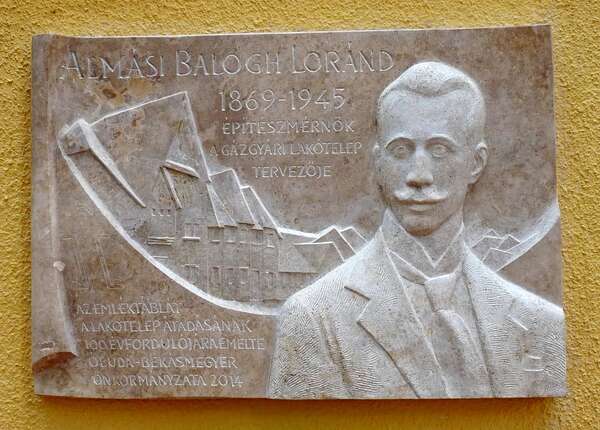 ALMÁSI BALOGH LORÁND
1869-1945
ÉPÍTÉSZMÉRNÖK
A GÁZGYÁRI LAKÓTELEP
TERVEZŐJE
AZ EMLÉKTÁBLÁT
A LAKÓTELEP ÁTADÁSÁNAK
100. ÉVFORDULÓJÁRA EMELTE
ÓBUDA-BÉKÁSMEGYER
ÖNKORMÁNYZATA 2014